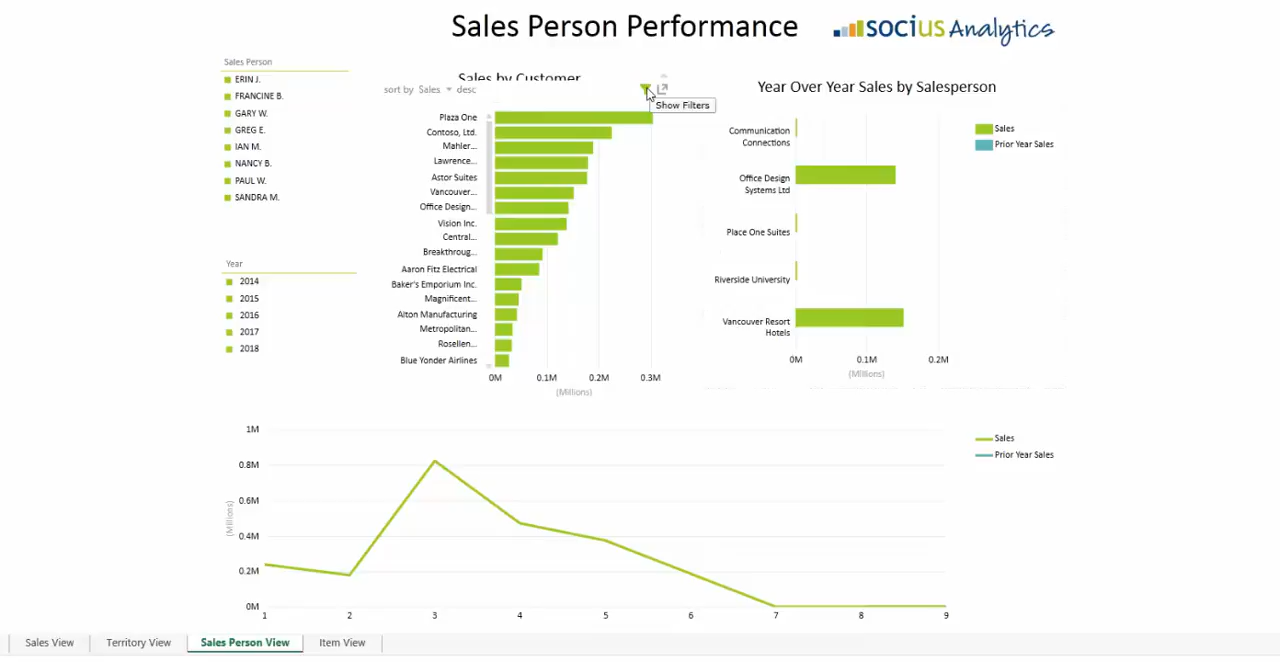 Sales Person Performance
SOCIUS Analytics
Sales Person
ERIN J.
FRANCINE B.
GARY W.
GREG E.
IAN M.
NANCY B.
PAUL W.
SANDRA M.
Year
2014
2015
2016
2017
2018
Sales by Customer
sort by Sales desc
Show Filters
Plaza One
Contoso, Ltd.
Mahler...
Lawrence...
Astor Suites
Vancouver...
Office Design...
Vision Inc.
Central...
Breakthroug...
Aaron Fitz Electrical
Baker's Emporium Inc.
Magnificent...
Alton Manufacturing
Metropolitan...
Rosellen...
Blue Yonder Airlines
0M 0.1M 0.2M 0.3M
(Millions)
Year Over Year Sales by Salesperson
Communication
Connections
Office Design
Systems Ltd
Place One Suites
Riverside University
Vancouver Resort
Hotels
0M 0.1M 0.2M
(Millions)
Sales
Prior Year Sales
1M
0.8M
0.6M
0.4M
0.2M
0M
(Millions)
1 2 3 4 5 6 7 8 9
Sales
Prior Year Sales
Sales View Territory View Sales Person View Item View